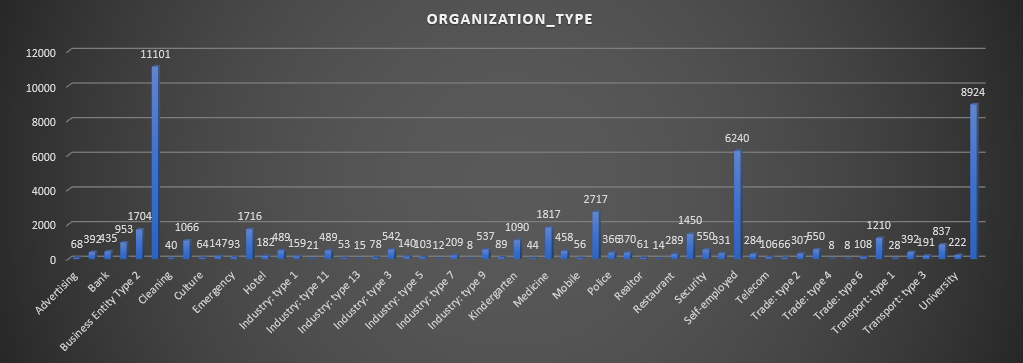 ORGANIZATION_TYPE
12000
10000
8000
6000
4000
2000
0
68 392 435 953 1704 11101 40 1066 64 147 93 1716 182 489 159 21 489 53 15 78 542 140 103 12 209 8 537 89 1090 44 1817 458 56 2717 366 370 61 14 289 1450 550 331 6240 284 106 66 307 550 8 8 108 1210 28 392 191 837 222 8924
Advertising
Bank
Business Entity Type 2
Cleaning
Culture
Emergency
Hotel
Industry: type 1
Industry: type 11
Industry: type 13
Industry: type 3
Industry: type 5
Industry: type 7
Industry: type 9
Kindergarten
Medicine
Mobile
Police
Realtor
Restaurant
Security
Self-employed
Telecom
Trade: type 2
Trade: type 4
Trade: type 6
Transport: type 1
Transport: type 3
University